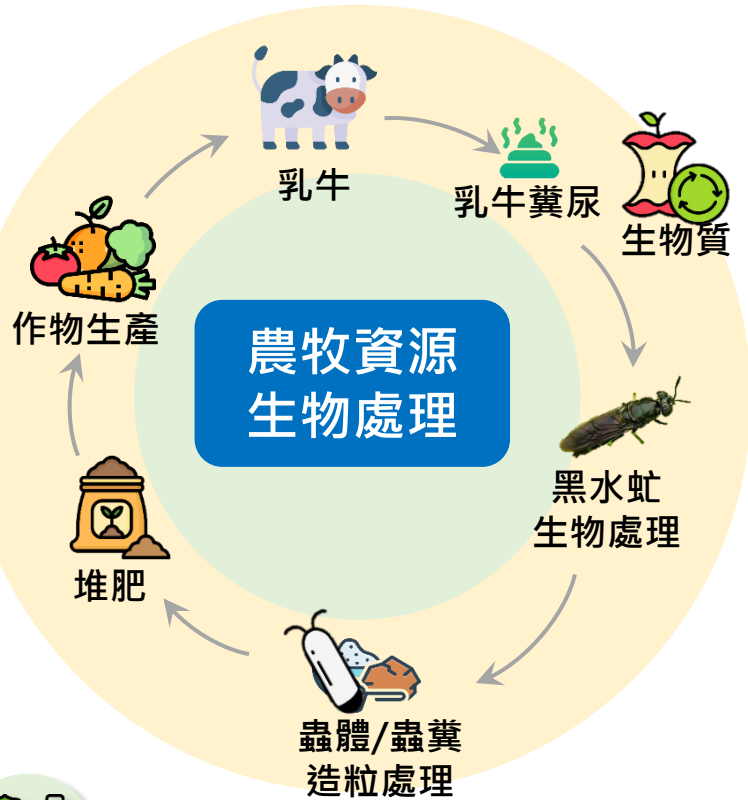 乳牛
乳牛糞尿
生物質
作物生產
農牧資源
生物處理
黑水虻
生物處理
堆肥
蟲體/蟲糞
造粒處理